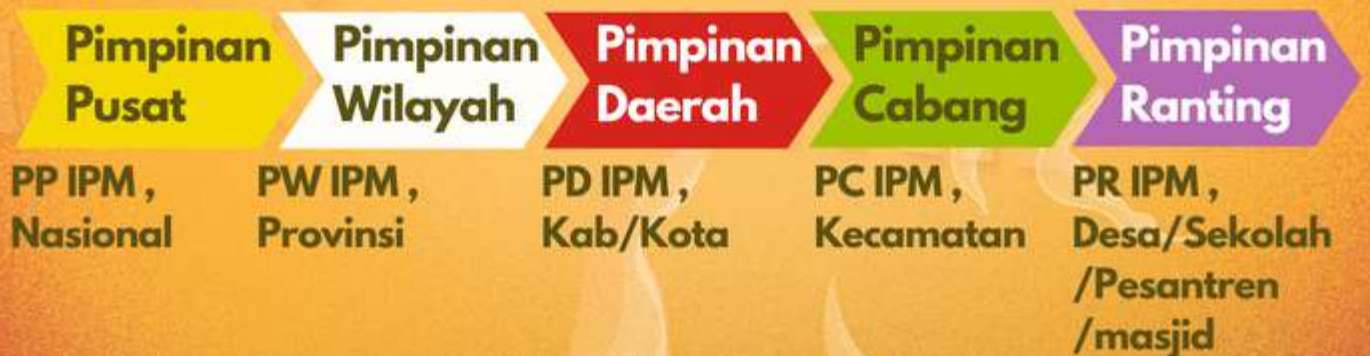 Pimpinan Pusat
Pimpinan Wilayah
Pimpinan Daerah
Pimpinan Cabang
Pimpinan Ranting
PP IPM ,
Nasional
PW IPM ,
Provinsi
PD IPM ,
Kab/Kota
PC IPM ,
Kecamatan
PR IPM ,
Desa/Sekolah
/Pesantren
/masjid